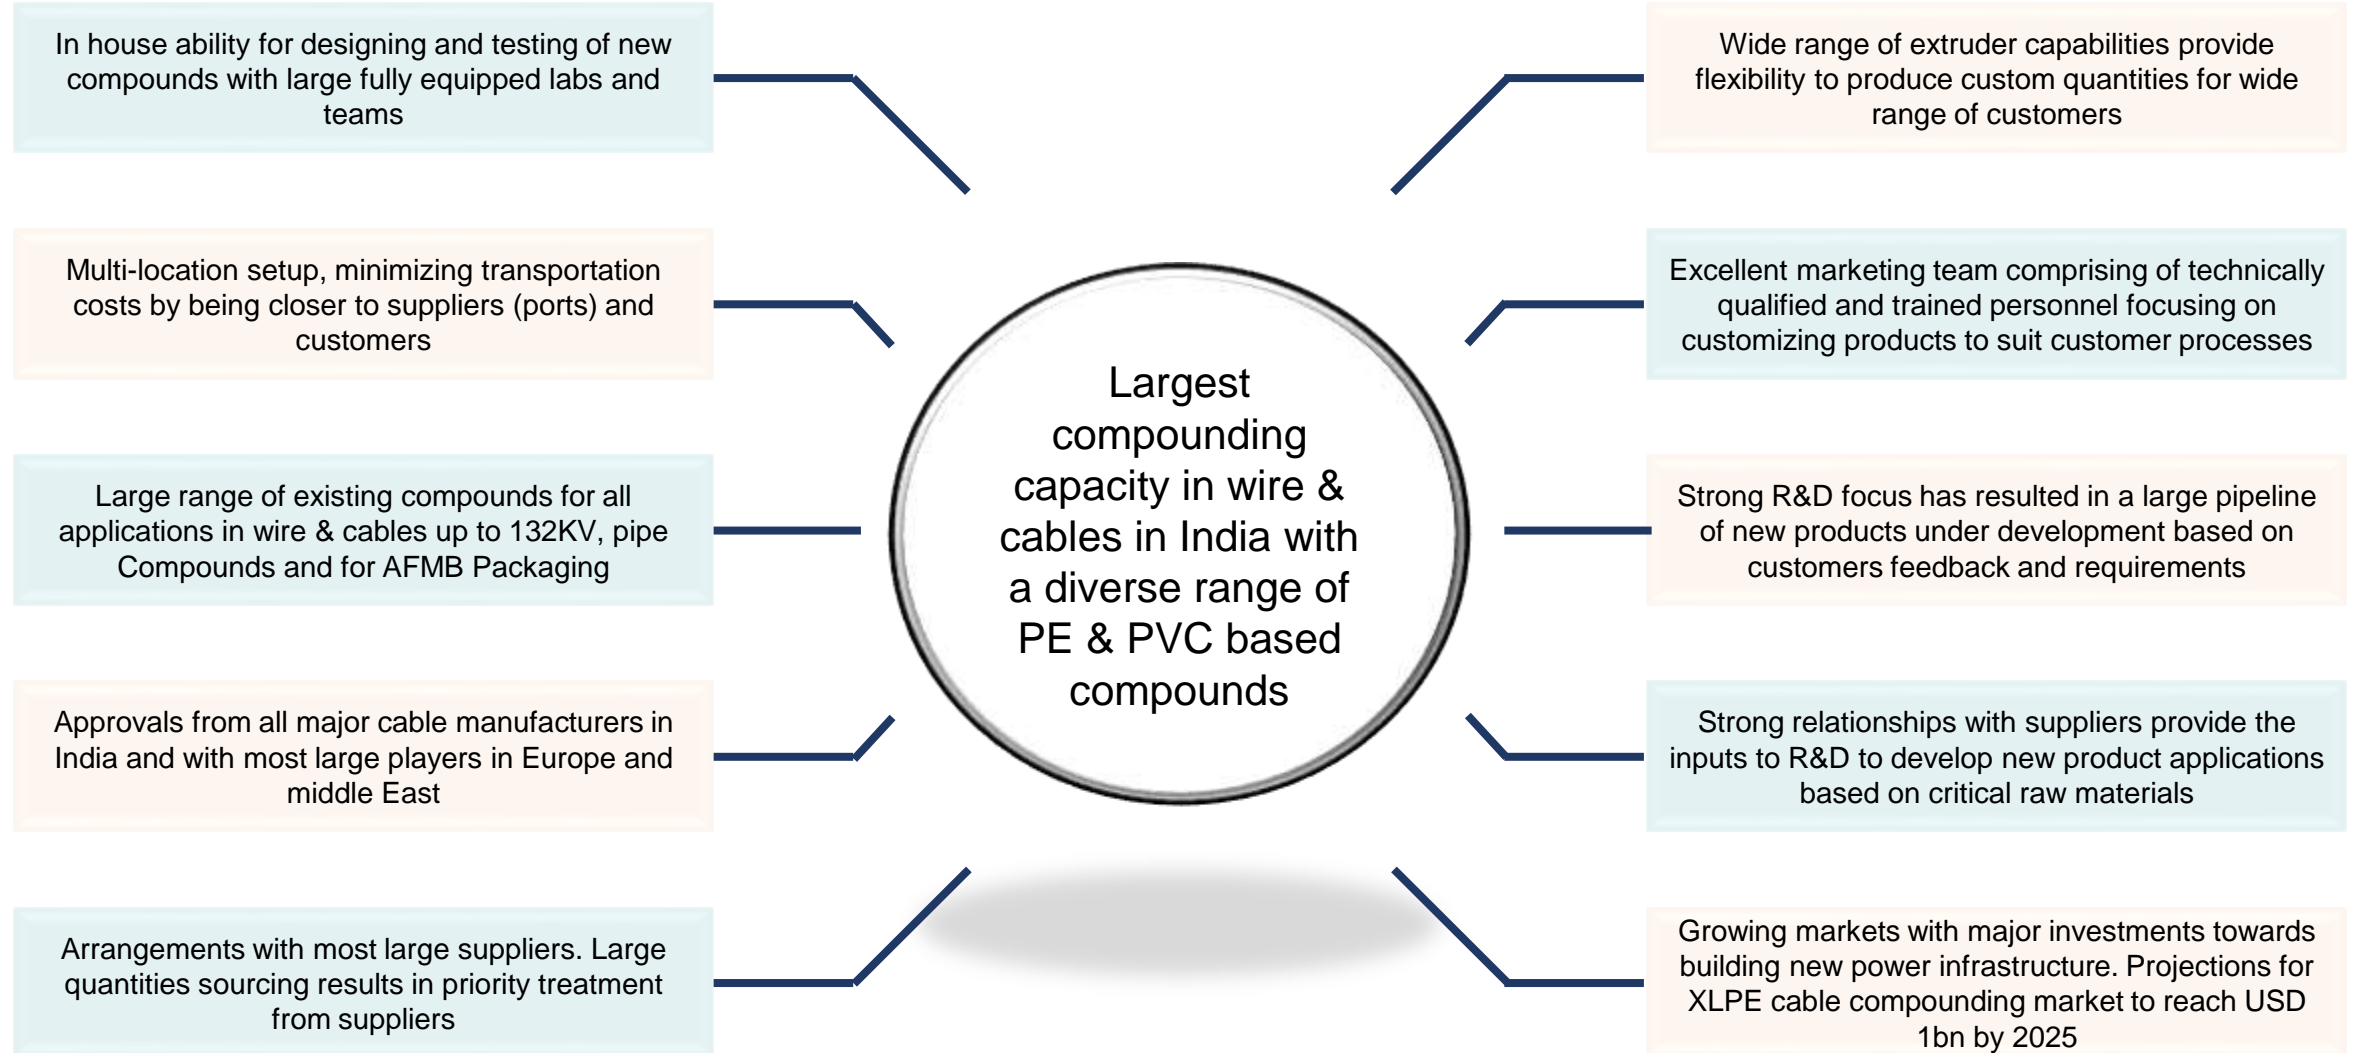 In house ability for designing and testing of new
compounds with large fully equipped labs and
teams
Multi-location setup, minimizing transportation
costs by being closer to suppliers (ports) and
customers
Large range of existing compounds for all
applications in wire & cables up to 132KV, pipe
Compounds and for AFMB Packaging
Approvals from all major cable manufacturers in
India and with most large players in Europe and
middle East
Arrangements with most large suppliers. Large
quantities sourcing results in priority treatment
from suppliers
Largest
compounding
capacity in wire &
cables in India with
a diverse range of
PE & PVC based
compounds
Wide range of extruder capabilities provide
flexibility to produce custom quantities for wide
range of customers
Excellent marketing team comprising of technically
qualified and trained personnel focusing on
customizing products to suit customer processes
Strong R&D focus has resulted in a large pipeline
of new products under development based on
customers feedback and requirements
Strong relationships with suppliers provide the
inputs to R&D to develop new product applications
based on critical raw materials
Growing markets with major investments towards
building new power infrastructure. Projections for
XLPE cable compounding market to reach USD
1bn by 2025